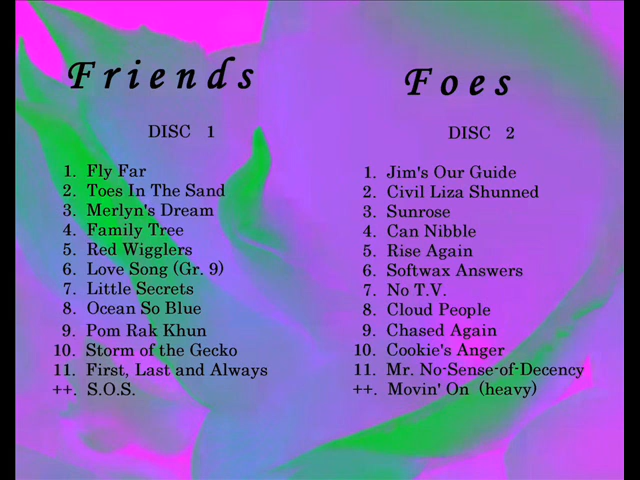 Friends
DISC 1
1. Fly Far
2. Toes In The Sand
3. Merlyn's Dream
4. Family Tree
5. Red Wigglers
6. Love Song (Gr. 9)
7. Little Secrets
8. Ocean So Blue
9. Pom Rak Khun
10. Storm of the Gecko
11. First, Last and Always
++. S.O.S.
Foes
DISC 2
1. Jim's Our Guide
2. Civil Liza Shunned
3. Sunrose
4. Can Nibble
5. Rise Again
6. Softwax Answers
7. No T.V.
8. Cloud People
9. Chased Again
10. Cookie's Anger
11. Mr. No-Sense-of-Decency
++. Movin' On (heavy)